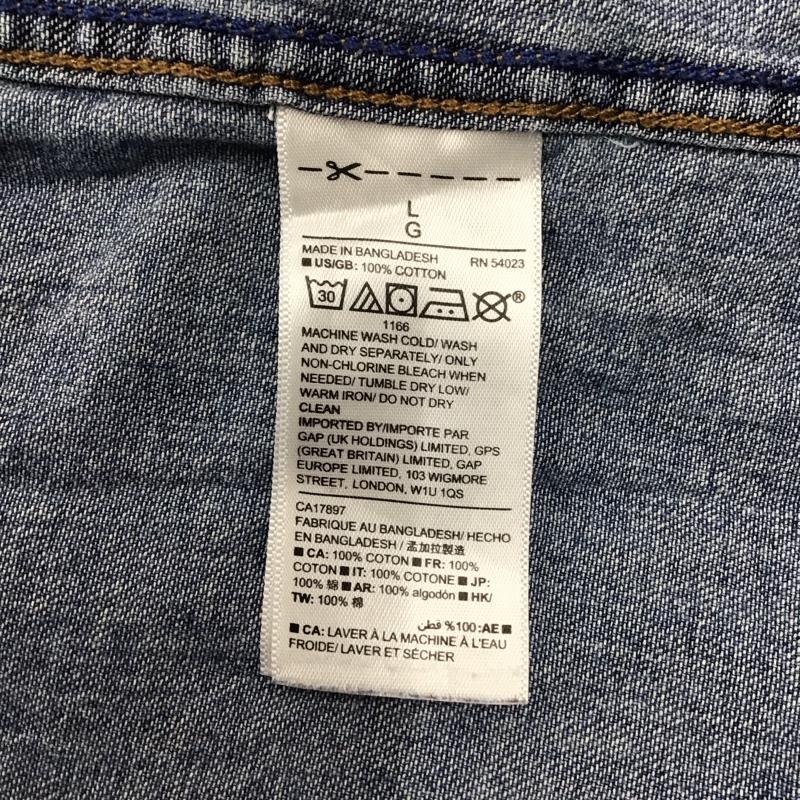 L
G
MADE IN BANGLADESH RN 54023
■ US/GB: 100% COTTON
30 ®
1166
MACHINE WASH COLD/ WASH
AND DRY SEPARATELY/ ONLY
NON-CHLORINE BLEACH WHEN
NEEDED/ TUMBLE DRY LOW/
WARM IRON/ DO NOT DRY
CLEAN
IMPORTED BY/IMPORTE PAR
GAP (UK HOLDINGS) LIMITED, GPS
(GREAT BRITAIN) LIMITED, GAP
EUROPE LIMITED, 103 WIGMORE
STREET, LONDON, W1U 1QS
CA17897
FABRIQUE AU BANGLADESH/ HECHO
EN BANGLADESH / 孟加拉製造
■ CA: 100% COTON ■ FR: 100%
COTON ■ IT: 100% COTONE ■ JP:
100% 綿 ■ AR: 100% algodón ■ HK/
TW: 100% 棉
■ AE: 100% قطن
■ CA: LAVER À LA MACHINE À L'EAU
FROIDE/ LAVER ET SÉCHER